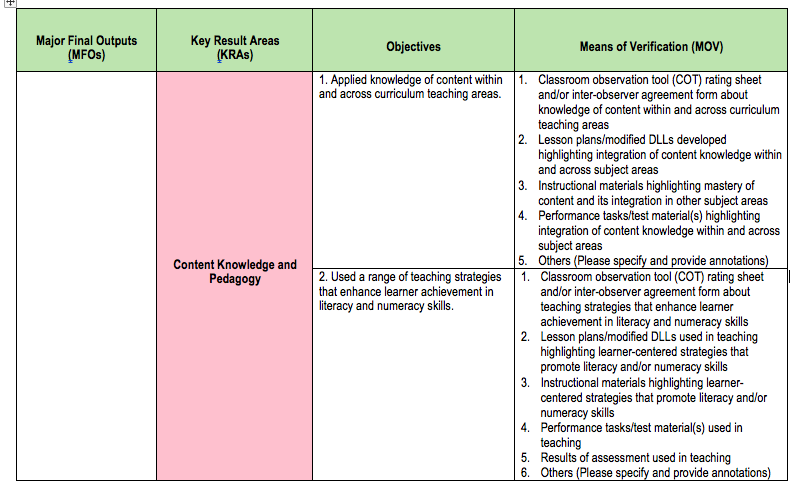 Major Final Outputs
(MFOs)
Key Result Areas
(KRAs)
Objectives
Means of Verification (MOV)
Content Knowledge and
Pedagogy
1. Applied knowledge of content within
and across curriculum teaching areas.
1. Classroom observation tool (COT) rating sheet
and/or inter-observer agreement form about
knowledge of content within and across curriculum
teaching areas
2. Lesson plans/modified DLLs developed
highlighting integration of content knowledge within
and across subject areas
3. Instructional materials highlighting mastery of
content and its integration in other subject areas
4. Performance tasks/test material(s) highlighting
integration of content knowledge within and across
subject areas
5. Others (Please specify and provide annotations)
2. Used a range of teaching strategies
that enhance learner achievement in
literacy and numeracy skills.
1. Classroom observation tool (COT) rating sheet
and/or inter-observer agreement form about
teaching strategies that enhance learner
achievement in literacy and numeracy skills
2. Lesson plans/modified DLLs used in teaching
highlighting learner-centered strategies that
promote literacy and/or numeracy skills
3. Instructional materials highlighting learner-
centered strategies that promote literacy and/or
numeracy skills
4. Performance tasks/test material(s) used in
teaching
5. Results of assessment used in teaching
6. Others (Please specify and provide annotations)